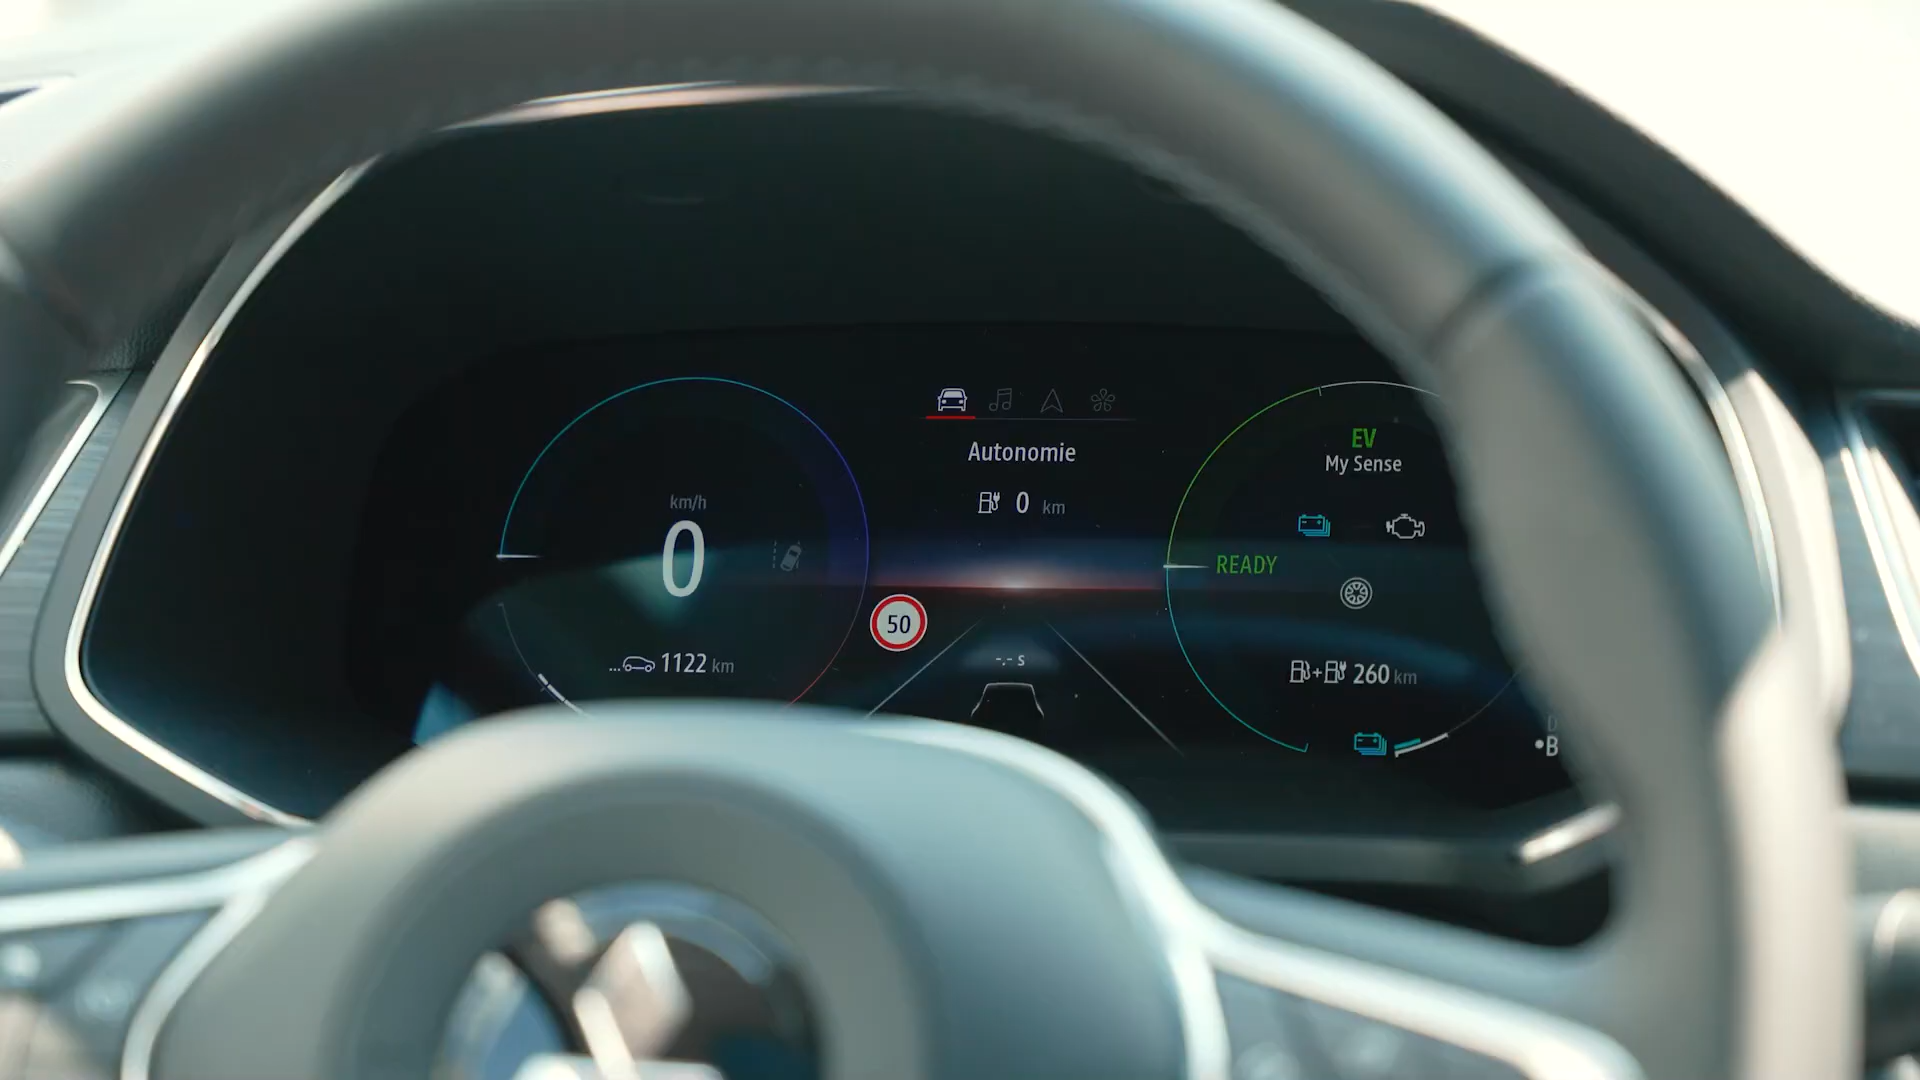 km/h
0
...1122 km
50
Autonomie
0 km
-.- s
EV
My Sense
READY
+ 260 km
D
•B